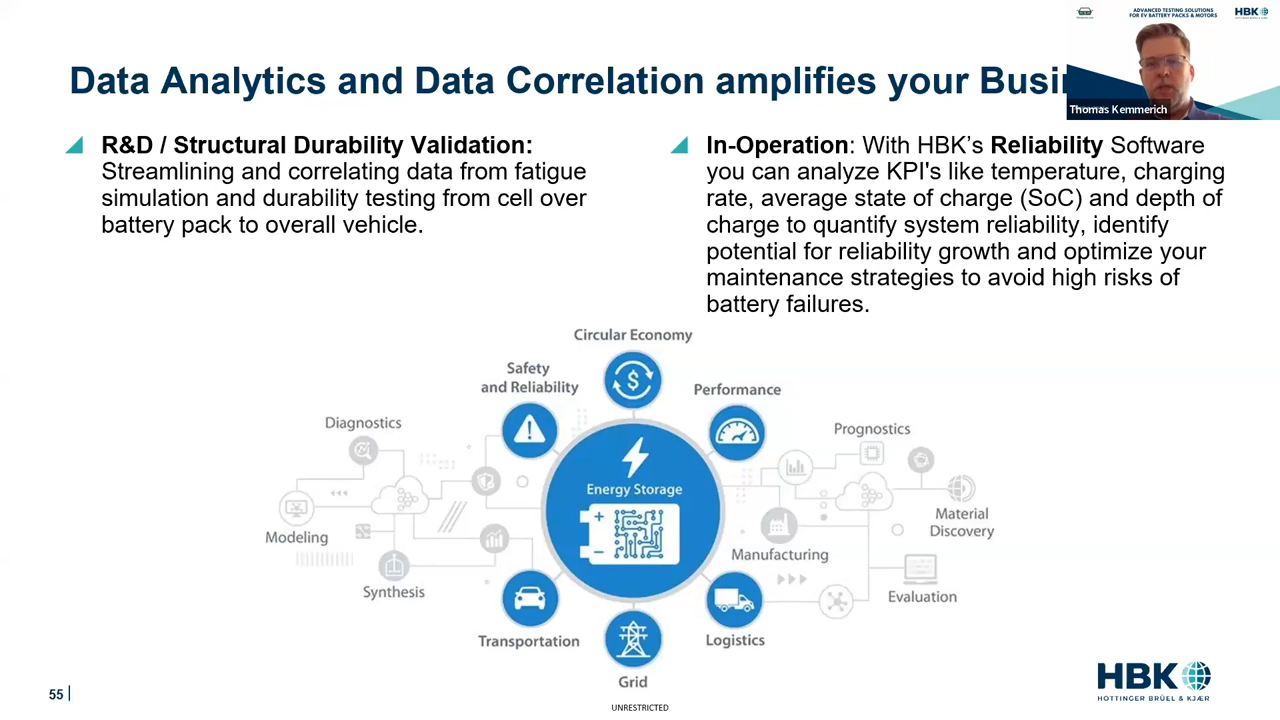 ADVANCED TESTING SOLUTIONS
FOR EV BATTERY PACKS & MOTORS
HBK
HOTTINGER BRÜEL & KJÆR
Thomas Kemmerich
Data Analytics and Data Correlation amplifies your Busi
R&D / Structural Durability Validation:
Streamlining and correlating data from fatigue
simulation and durability testing from cell over
battery pack to overall vehicle.
In-Operation: With HBK’s Reliability Software
you can analyze KPI's like temperature, charging
rate, average state of charge (SoC) and depth of
charge to quantify system reliability, identify
potential for reliability growth and optimize your
maintenance strategies to avoid high risks of
battery failures.
Circular Economy
Safety
and Reliability
Performance
Diagnostics
Prognostics
Energy Storage
Modeling
Material
Discovery
Manufacturing
Synthesis
Evaluation
Transportation
Logistics
Grid
55
HBK
HOTTINGER BRÜEL & KJÆR
UNRESTRICTED